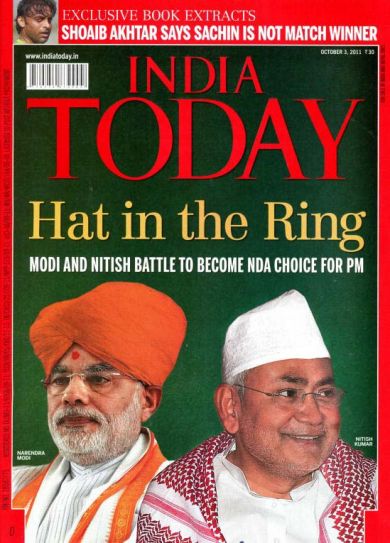 EXCLUSIVE BOOK EXTRACTS
SHOAIB AKHTAR SAYS SACHIN IS NOT MATCH WINNER
www.indiatoday.in
OCTOBER 3, 2011 ₹30
INDIA
TODAY
Hat in the Ring
MODI AND NITISH BATTLE TO BECOME NDA CHOICE FOR PM
NARENDRA
MODI
NITISH
KUMAR